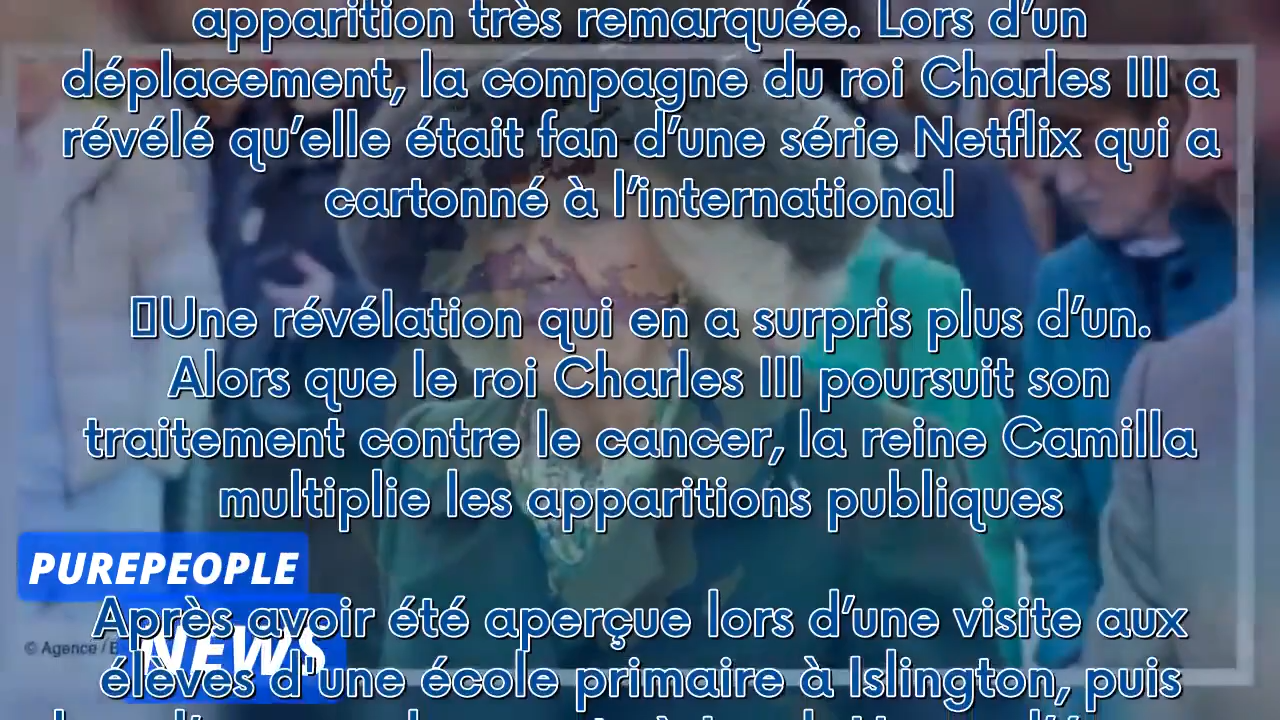 apparition très remarquée. Lors d'un
déplacement, la compagne du roi Charles III a
révélé qu'elle était fan d'une série Netflix qui a
cartonné à l'international
Une révélation qui en a surpris plus d'un.
Alors que le roi Charles III poursuit son
traitement contre le cancer, la reine Camilla
multiplie les apparitions publiques
PUREPEOPLE
NEWS
© Agence /
Après avoir été aperçue lors d'une visite aux
élèves d'une école primaire à Islington, puis